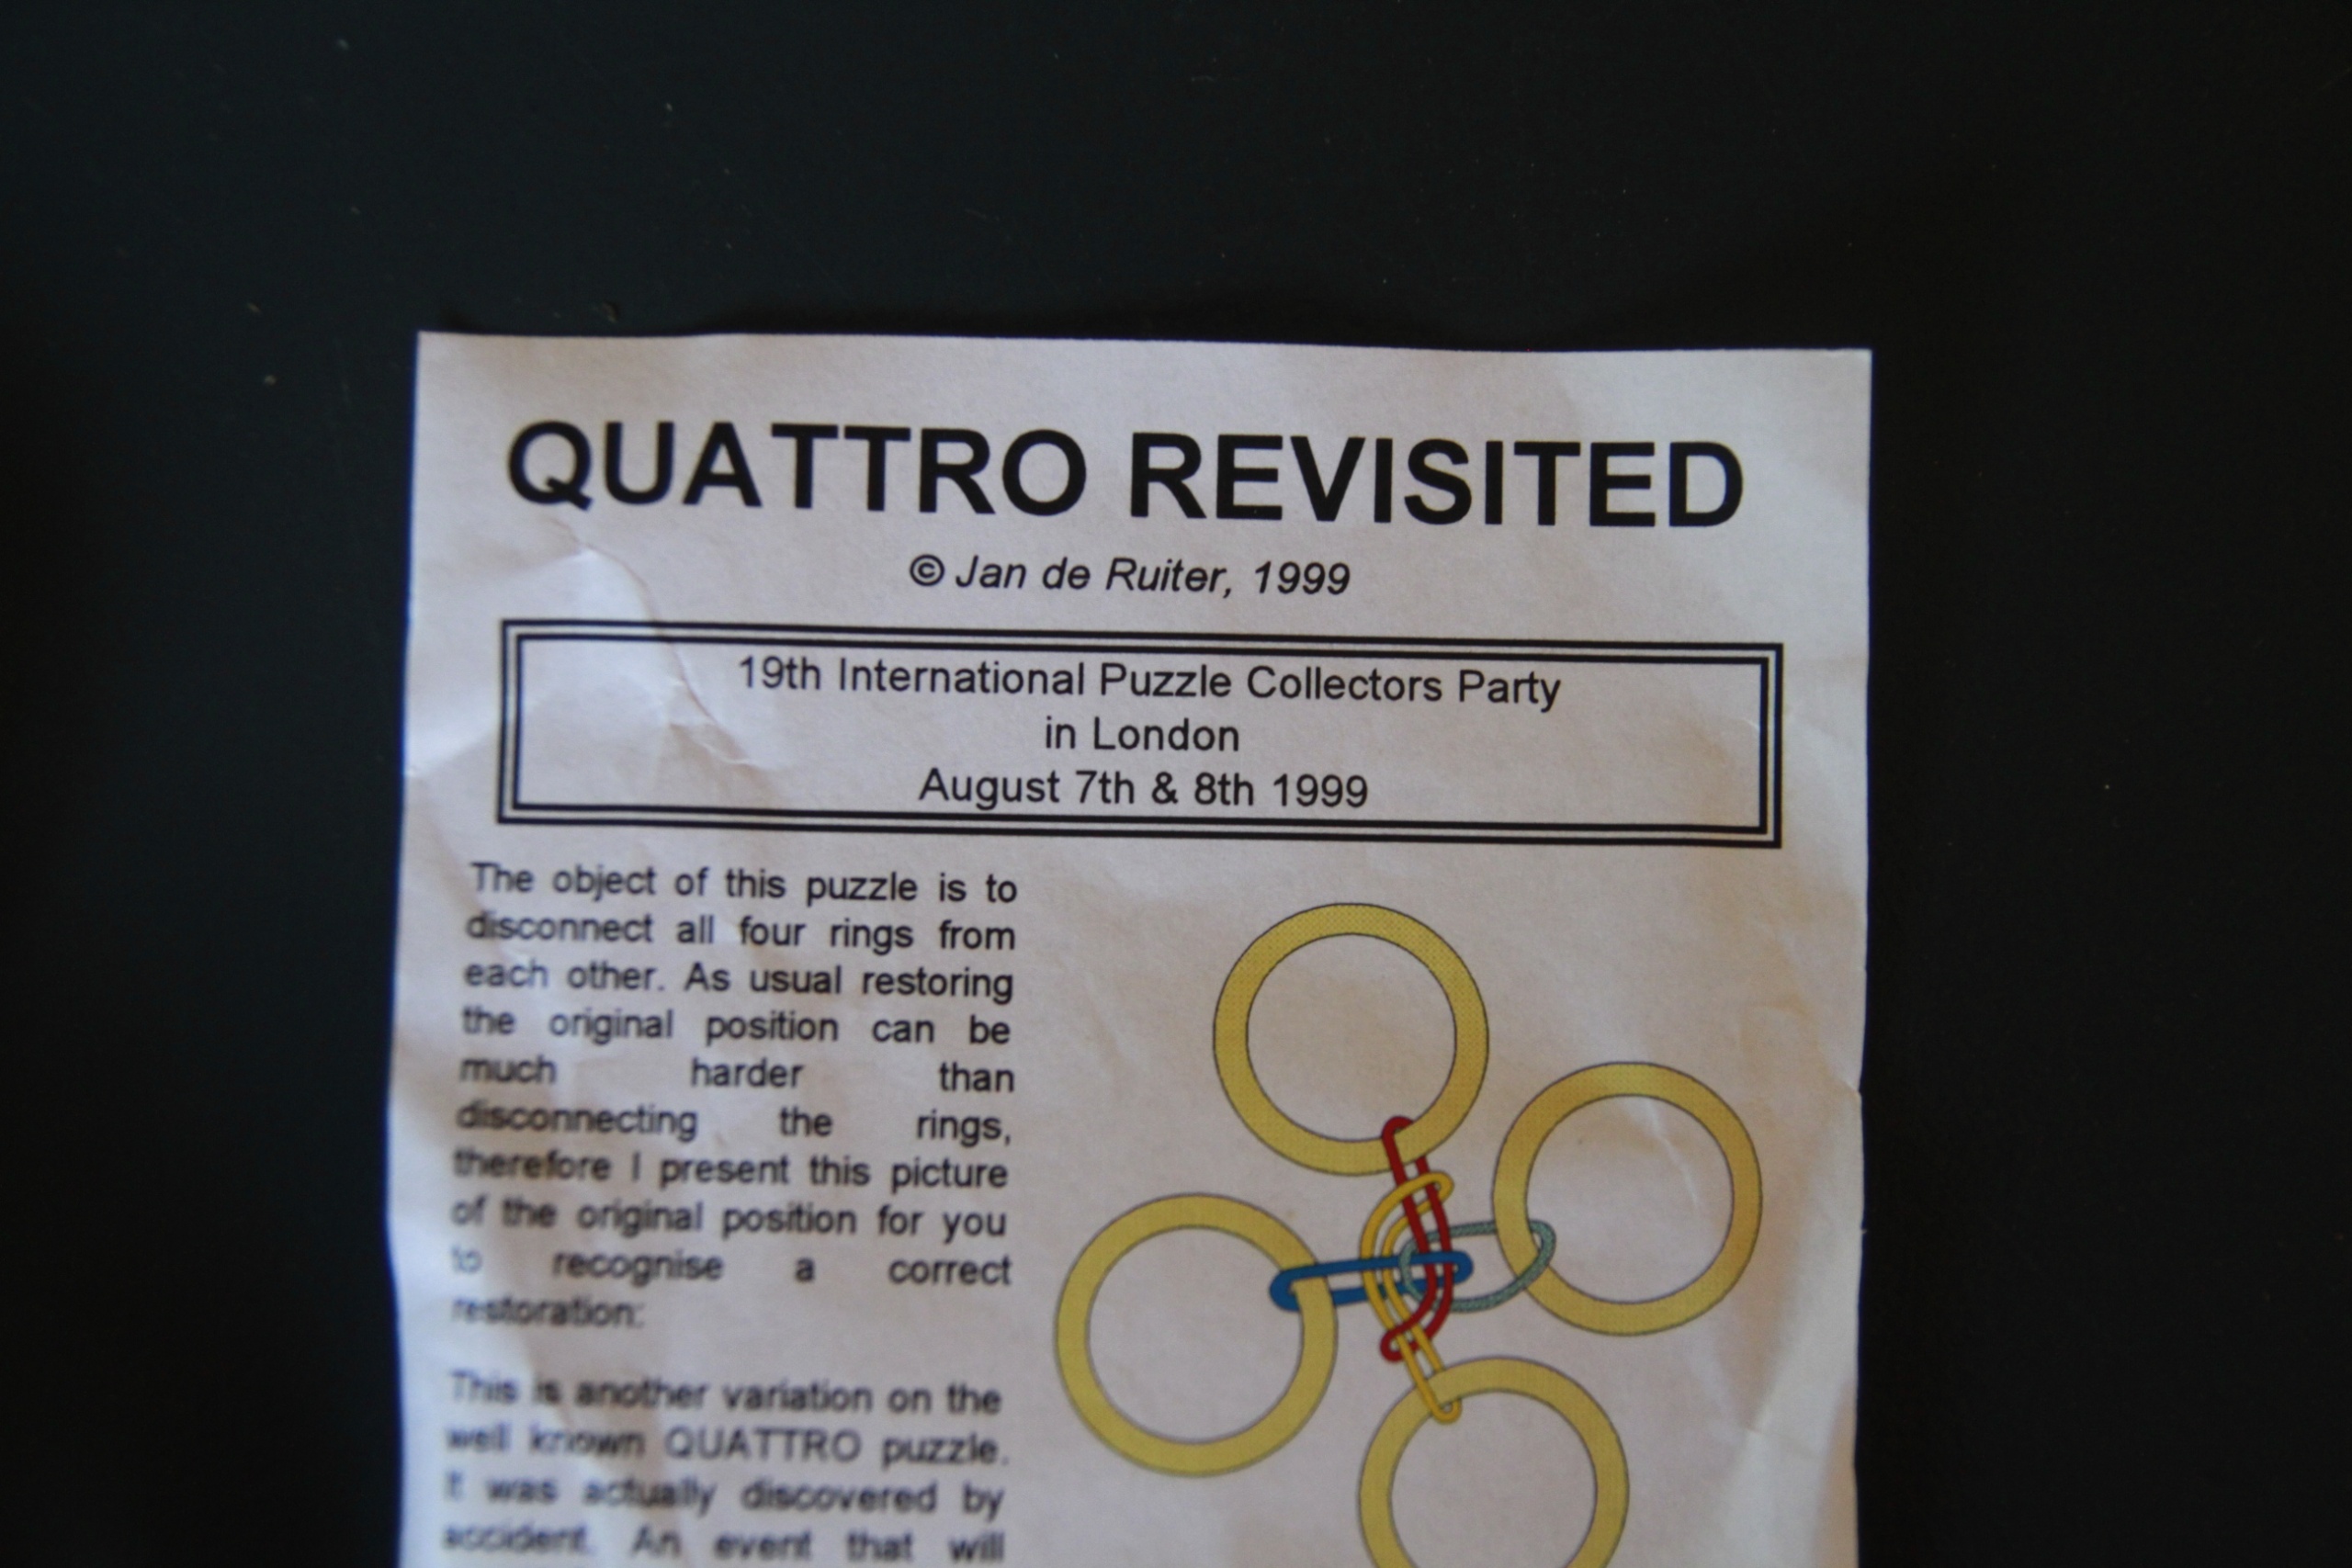 QUATTRO REVISITED
© Jan de Ruiter, 1999
19th International Puzzle Collectors Party
in London
August 7th & 8th 1999
The object of this puzzle is to
disconnect all four rings from
each other. As usual restoring
the original position can be
much harder than
disconnecting the rings,
therefore I present this picture
of the original position for you
to recognise a correct
restoration:
This is another variation on the
well known QUATTRO puzzle.
It was actually discovered by
accident. An event that will